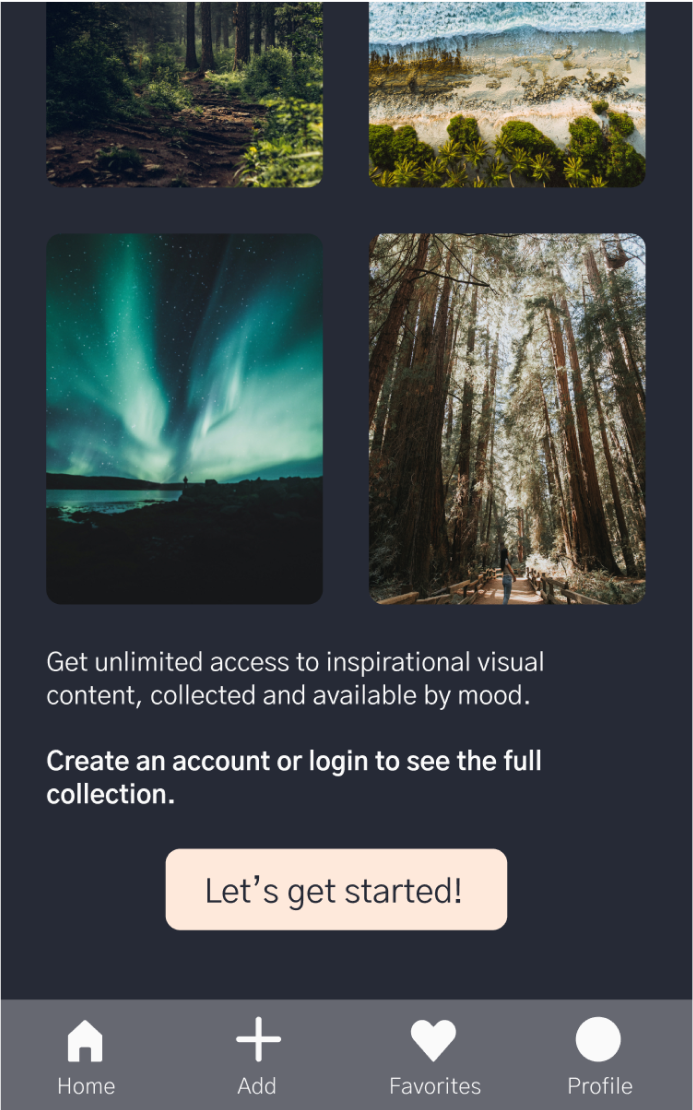 Get unlimited access to inspirational visual
content, collected and available by mood.
Create an account or login to see the full
collection.
Let’s get started!
Home
Add
Favorites
Profile